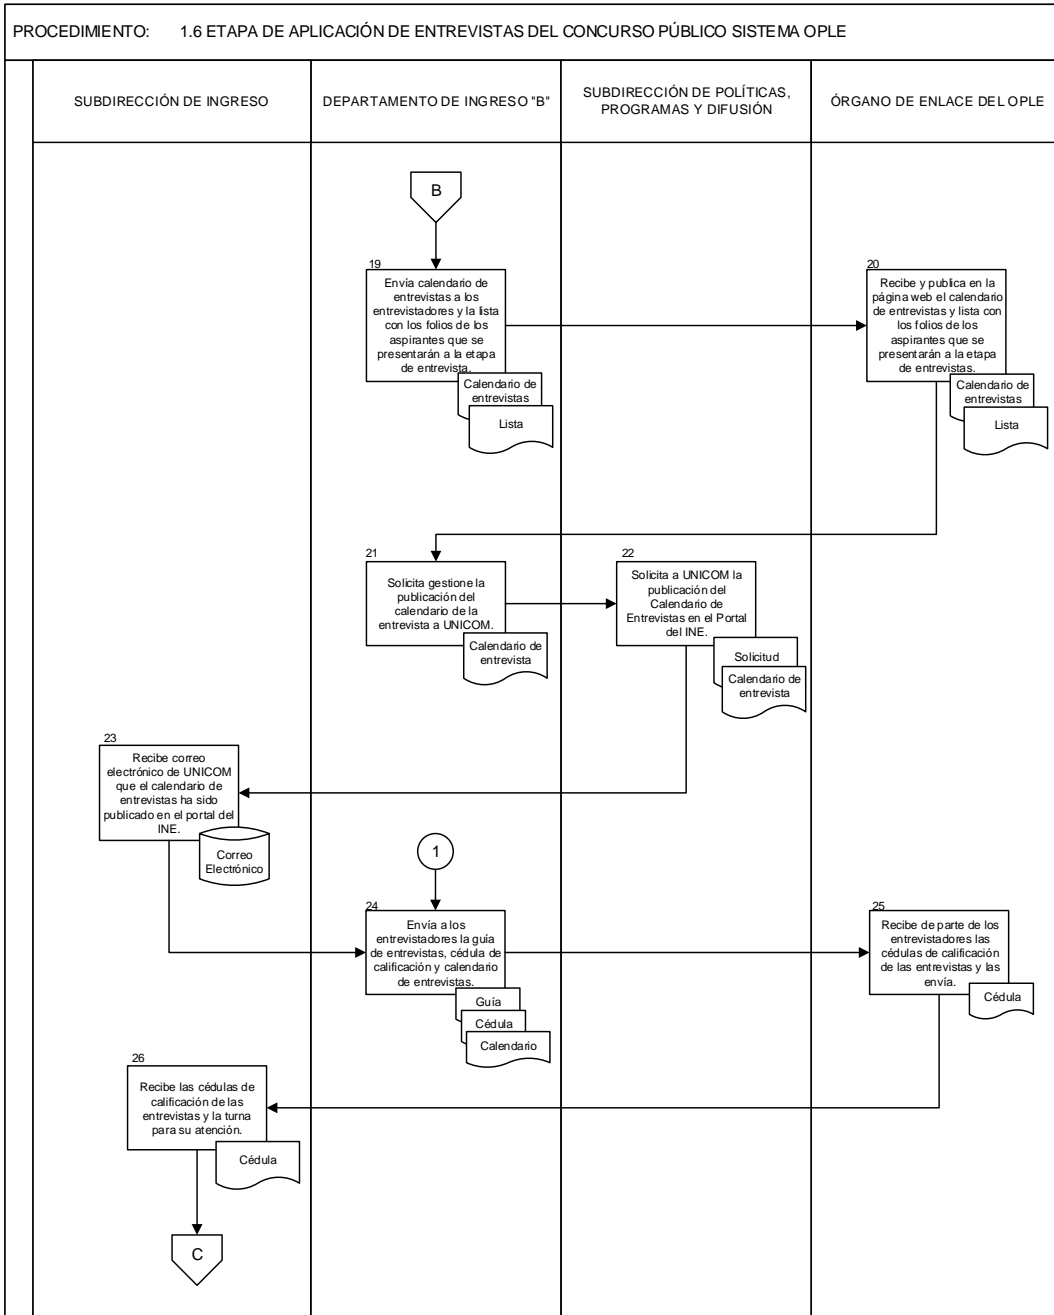 PROCEDIMIENTO: 1.6 ETAPA DE APLICACIÓN DE ENTREVISTAS DEL CONCURSO PÚBLICO SISTEMA OPLE
SUBDIRECCIÓN DE INGRESO
DEPARTAMENTO DE INGRESO "B"
SUBDIRECCIÓN DE POLÍTICAS,
PROGRAMAS Y DIFUSIÓN
ÓRGANO DE ENLACE DEL OPLE
B
19
Envía calendario de
entrevistas a los
entrevistadores y la lista
con los folios de los
aspirantes que se
presentarán a la etapa
de entrevista.
Calendario de
entrevistas
Lista
20
Recibe y publica en la
página web el calendario
de entrevistas y lista con
los folios de los
aspirantes que se
presentarán a la etapa
de entrevistas.
Calendario de
entrevistas
Lista
21
Solicita gestione la
publicación del
calendario de la
entrevista a UNICOM.
Calendario de
entrevista
22
Solicita a UNICOM la
publicación del
Calendario de
Entrevistas en el Portal
del INE.
Solicitud
Calendario de
entrevista
23
Recibe correo
electrónico de UNICOM
que el calendario de
entrevistas ha sido
publicado en el portal del
INE.
Correo
Electrónico
1
24
Envía a los
entrevistadores la guía
de entrevistas, cédula de
calificación y calendario
de entrevistas.
Guía
Cédula
Calendario
25
Recibe de parte de los
entrevistadores las
cédulas de calificación
de las entrevistas y las
envía.
Cédula
26
Recibe las cédulas de
calificación de las
entrevistas y la turna
para su atención.
Cédula
C